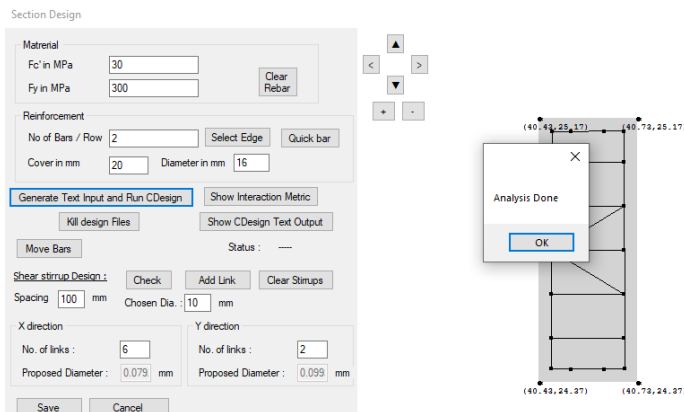 Section Design
Matrerial
Fc' in MPa 30
Fy in MPa 300
Clear Rebar
Reinforcement
No of Bars / Row 2 Select Edge Quick bar
Cover in mm 20 Diameter in mm 16
Generate Text Input and Run CDesign Show Interaction Metric
Kill design Files Show CDesign Text Output
Move Bars Status : ----
Shear stirrup Design : Check Add Link Clear Stirrups
Spacing 100 mm Chosen Dia. : 10 mm
X direction
No. of links : 6
Proposed Diameter : 0.079 mm
Y direction
No. of links : 2
Proposed Diameter : 0.099 mm
Save Cancel
< >
+ -
(40.43,25.17) (40.73,25.17)
Analysis Done
OK
(40.43,24.37) (40.73,24.37)